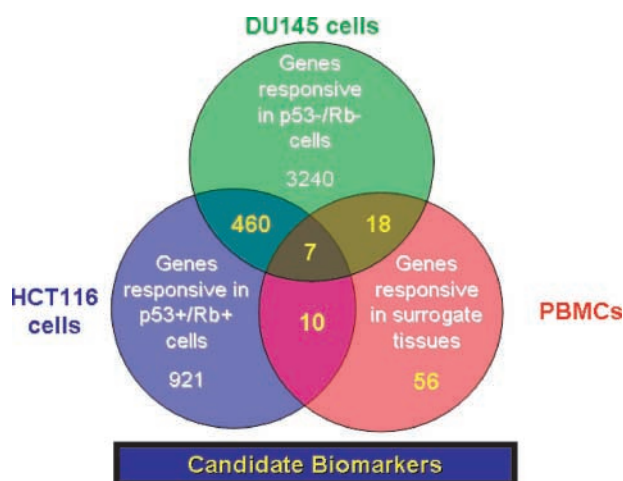 DU145 cells
Genes
responsive
in p53-/Rb-
cells
3240
460
18
7
HCT116
cells
Genes
responsive in
p53+/Rb+
cells
921
10
Genes
responsive
in surrogate
tissues
56
PBMCs
Candidate Biomarkers